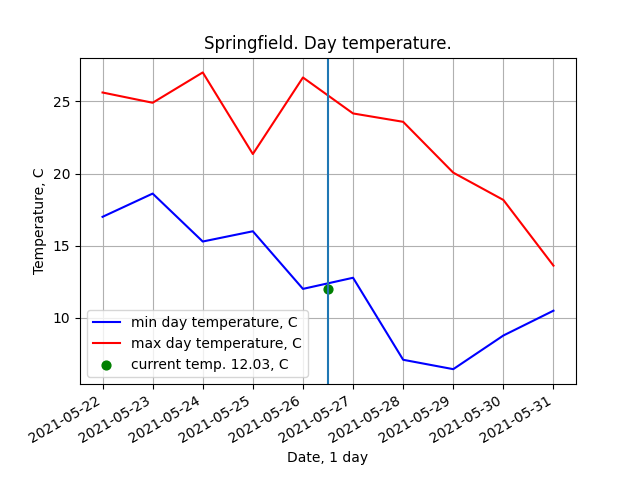 Springfield. Day temperature.
Temperature, C
25
20
15
10
min day temperature, C
max day temperature, C
current temp. 12.03, C
2021-05-22
2021-05-23
2021-05-24
2021-05-25
2021-05-26
2021-05-27
2021-05-28
2021-05-29
2021-05-30
2021-05-31
Date, 1 day